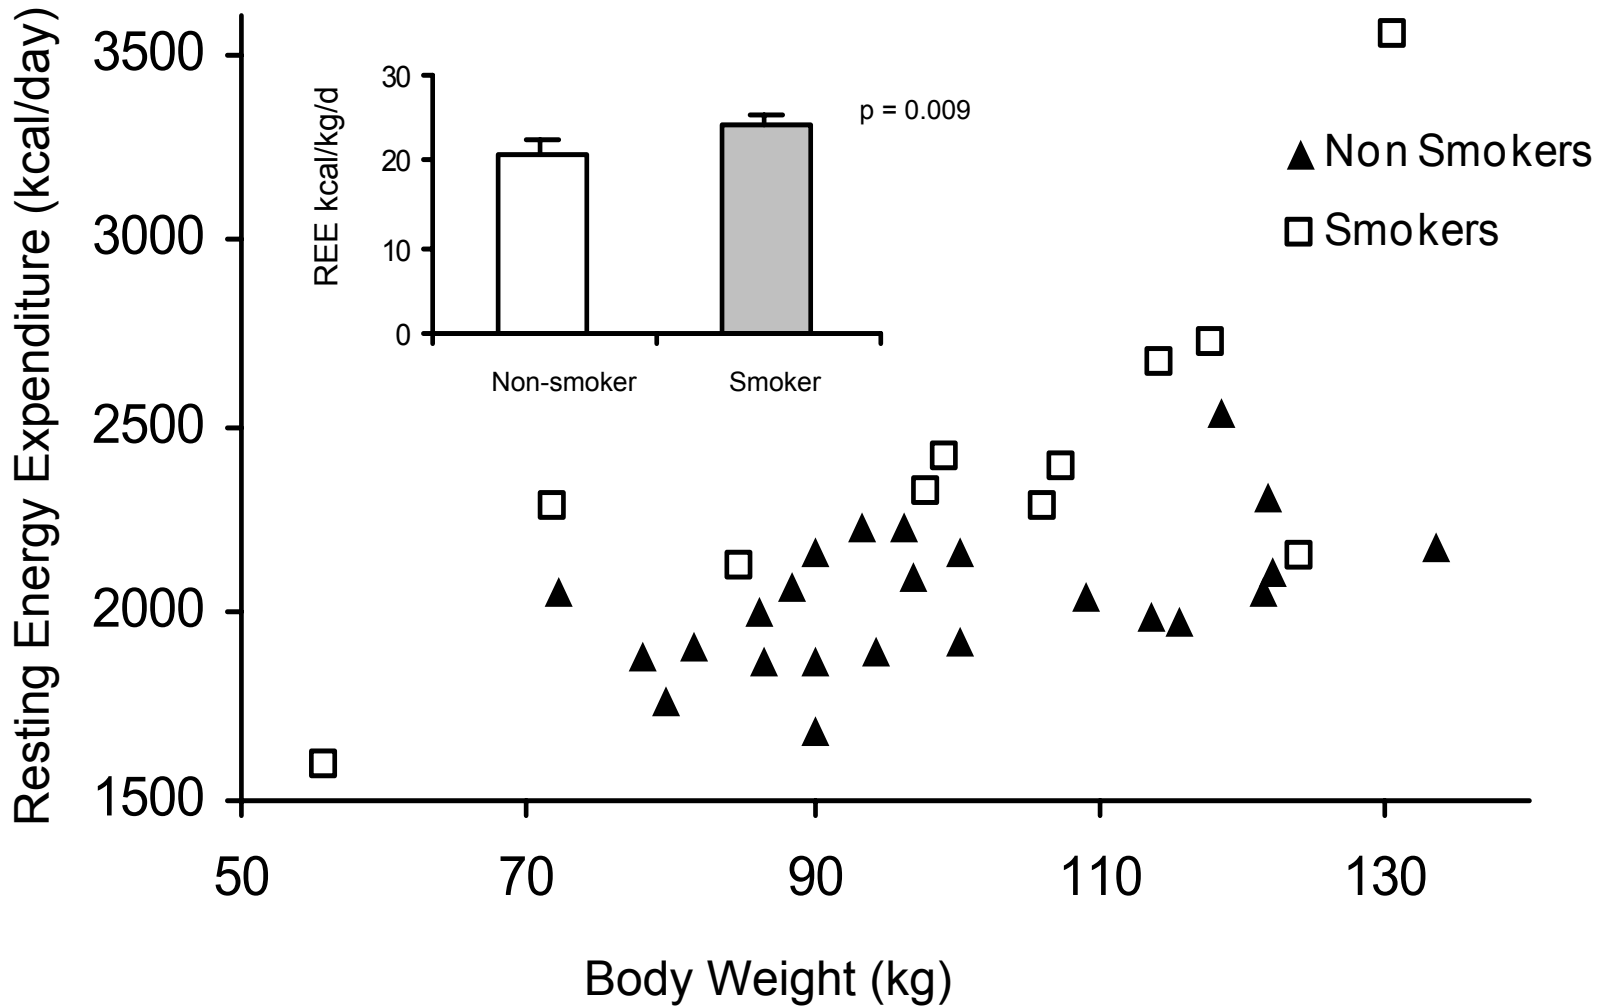 Resting Energy Expenditure (kcal/day)
3500
3000
2500
2000
1500
REE kcal/kg/d
30
20
10
0
Non-smoker Smoker
p = 0.009
Non Smokers
Smokers
50 70 90 110 130
Body Weight (kg)